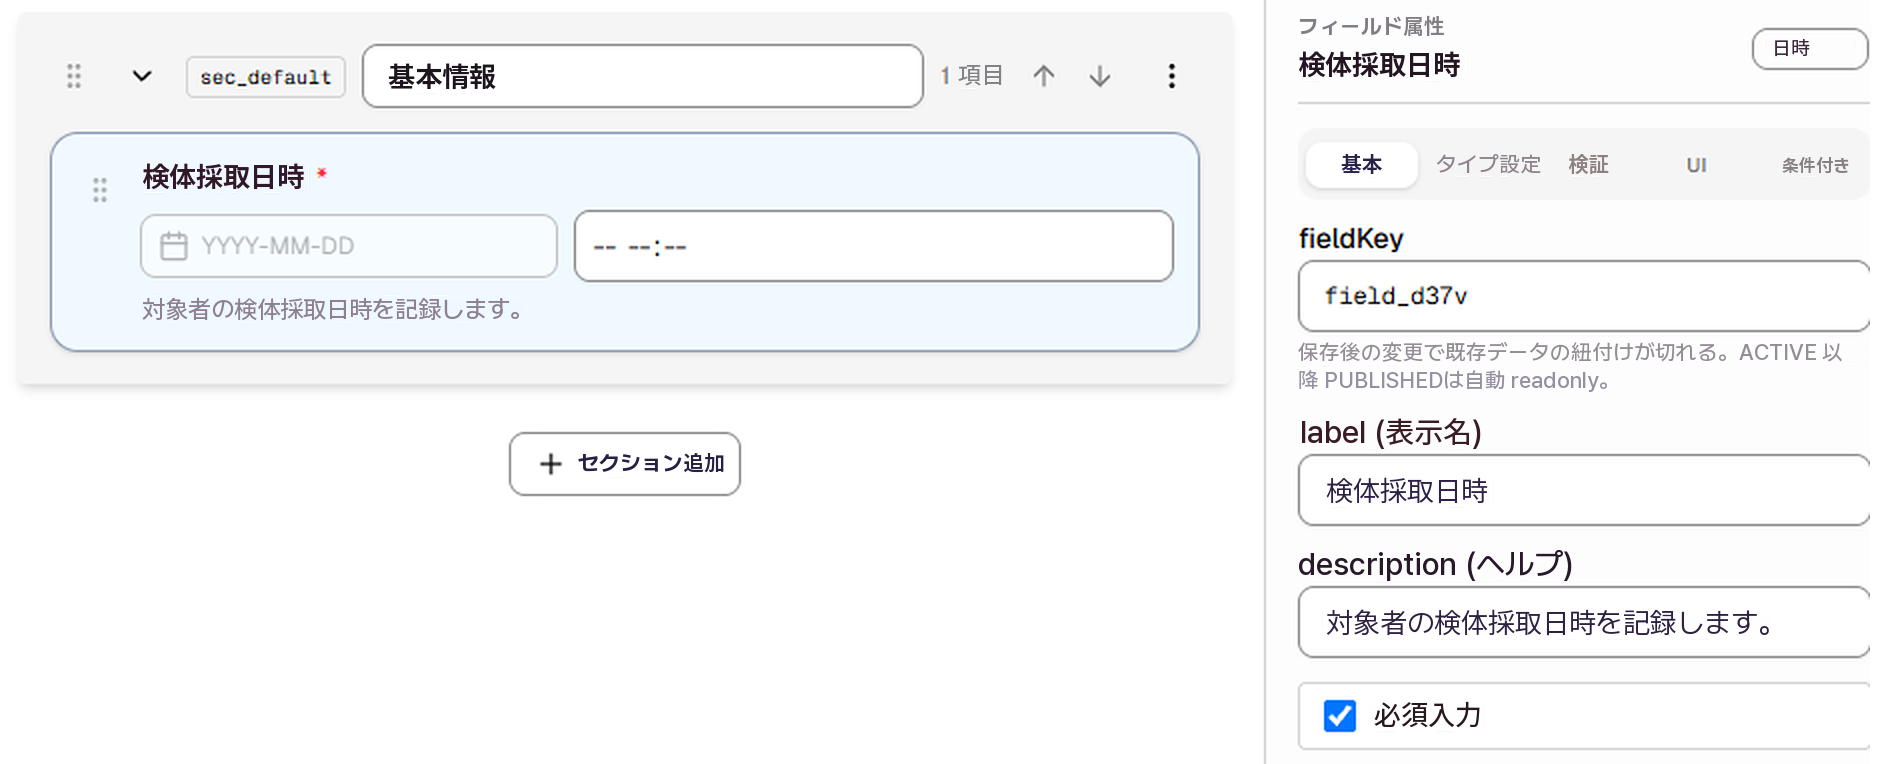 sec_default 基本情報 1 項目
検体採取日時 *
YYYY-MM-DD -- --:--
対象者の検体採取日時を記録します。
セクション追加
フィールド属性
検体採取日時
日時
基本 タイプ設定 検証 UI 条件付き
fieldKey
field_d37v
保存後の変更で既存データの紐付けが切れる。ACTIVE 以
降 PUBLISHEDは自動 readonly。
label (表示名)
検体採取日時
description (ヘルプ)
対象者の検体採取日時を記録します。
必須入力